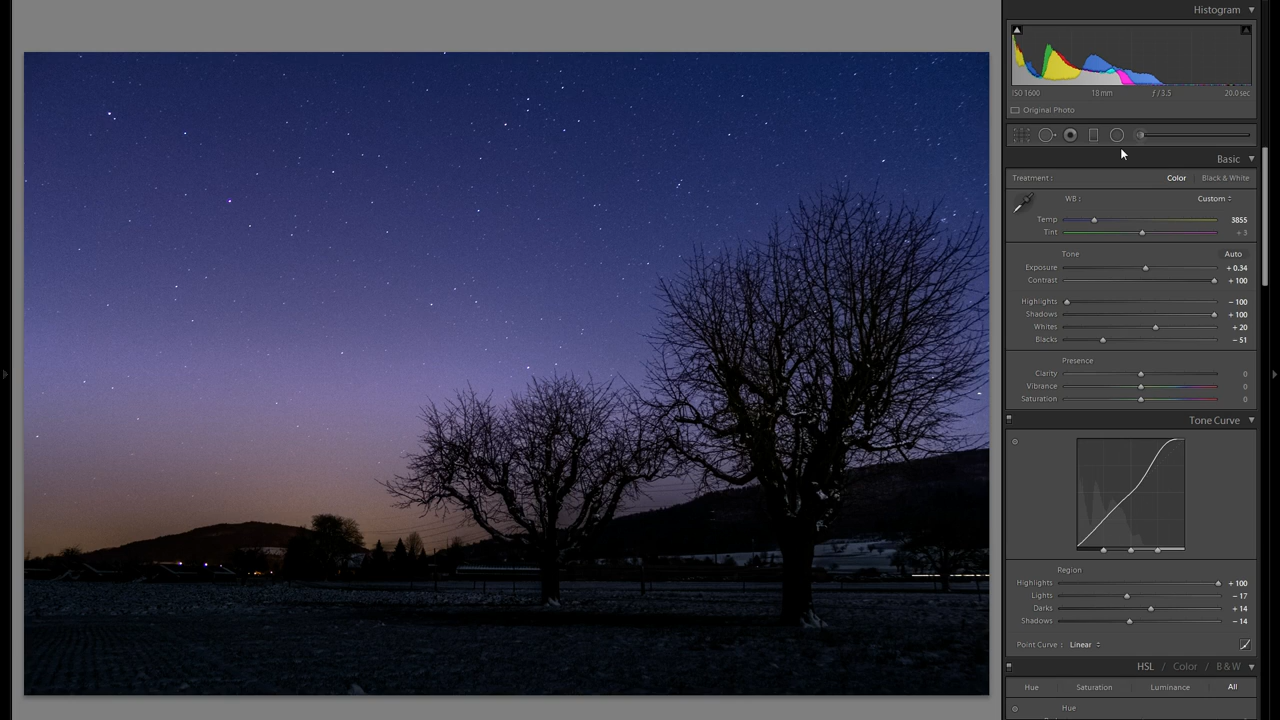 Histogram
ISO 1600 18 mm ƒ / 3.5 20.0 sec
Original Photo
Basic
Treatment : Color Black & White
WB : Custom
Temp 3855
Tint + 3
Tone Auto
Exposure + 0.34
Contrast + 100
Highlights − 100
Shadows + 100
Whites + 20
Blacks − 51
Presence
Clarity 0
Vibrance 0
Saturation 0
Tone Curve
Region
Highlights + 100
Lights − 17
Darks + 14
Shadows − 14
Point Curve : Linear
HSL / Color / B & W
Hue Saturation Luminance All
Hue